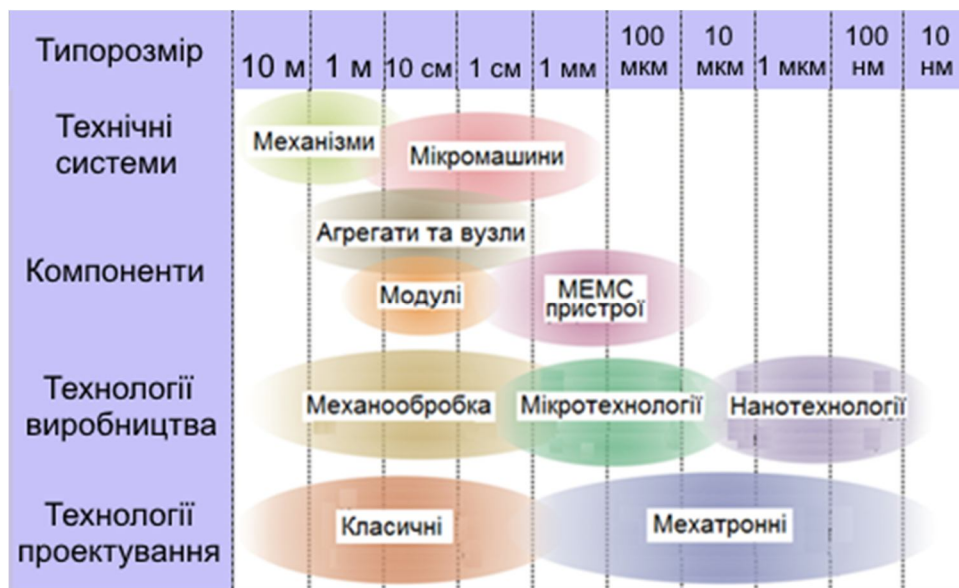 Типорозмір
10 м
1 м
10 см
1 см
1 мм
100
мкм
10
мкм
1 мкм
100
нм
10
нм
Технічні
системи
Механізми
Мікромашини
Компоненти
Агрегати та вузли
Модулі
МЕМС
пристрої
Технології
виробництва
Механообробка
Мікротехнології
Нанотехнології
Технології
проектування
Класичні
Мехатронні